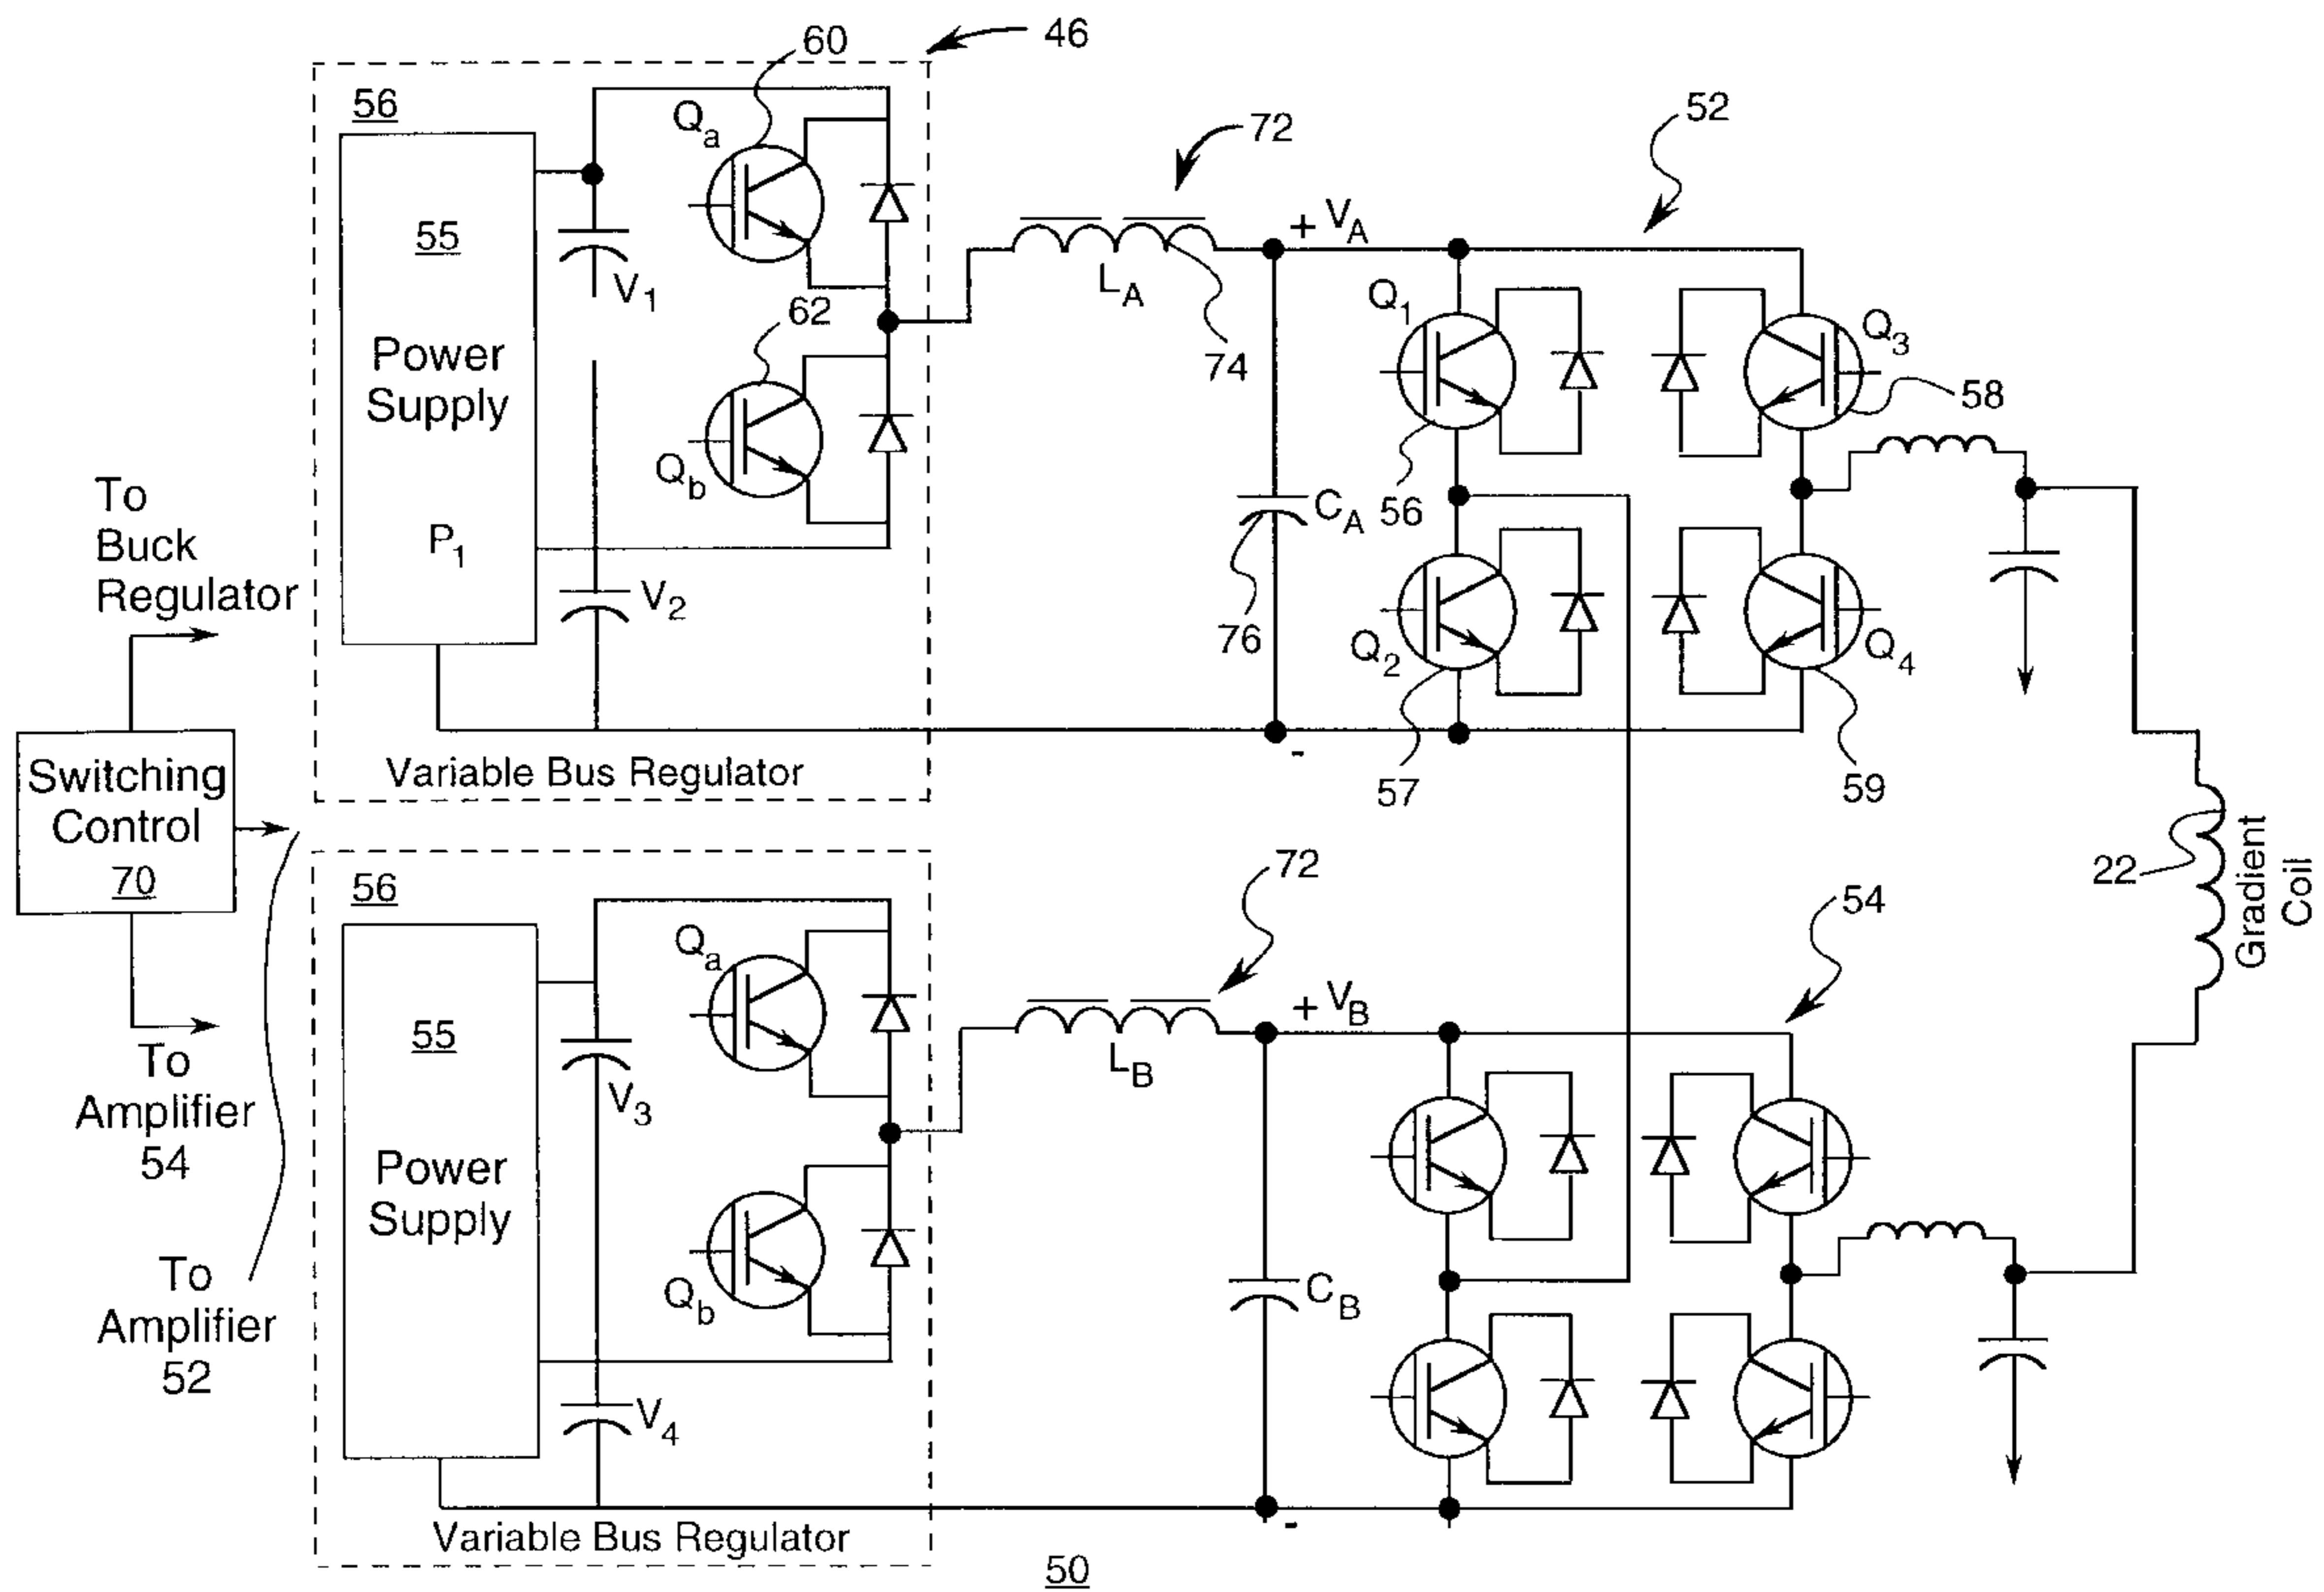 60
46
56
Qa
72
52
55
+ VA
V1
LA
Q1
Q3
62
74
58
Power
Supply
Qb
To
Buck
Regulator
P1
CA
56
V2
76
Q2
Q4
Switching
Control
70
Variable Bus Regulator
-
57
59
22
Gradient
Coil
56
72
54
Qa
55
+ VB
LB
To
Amplifier
54
V3
Power
Supply
To
Amplifier
52
Qb
CB
V4
Variable Bus Regulator
-
50